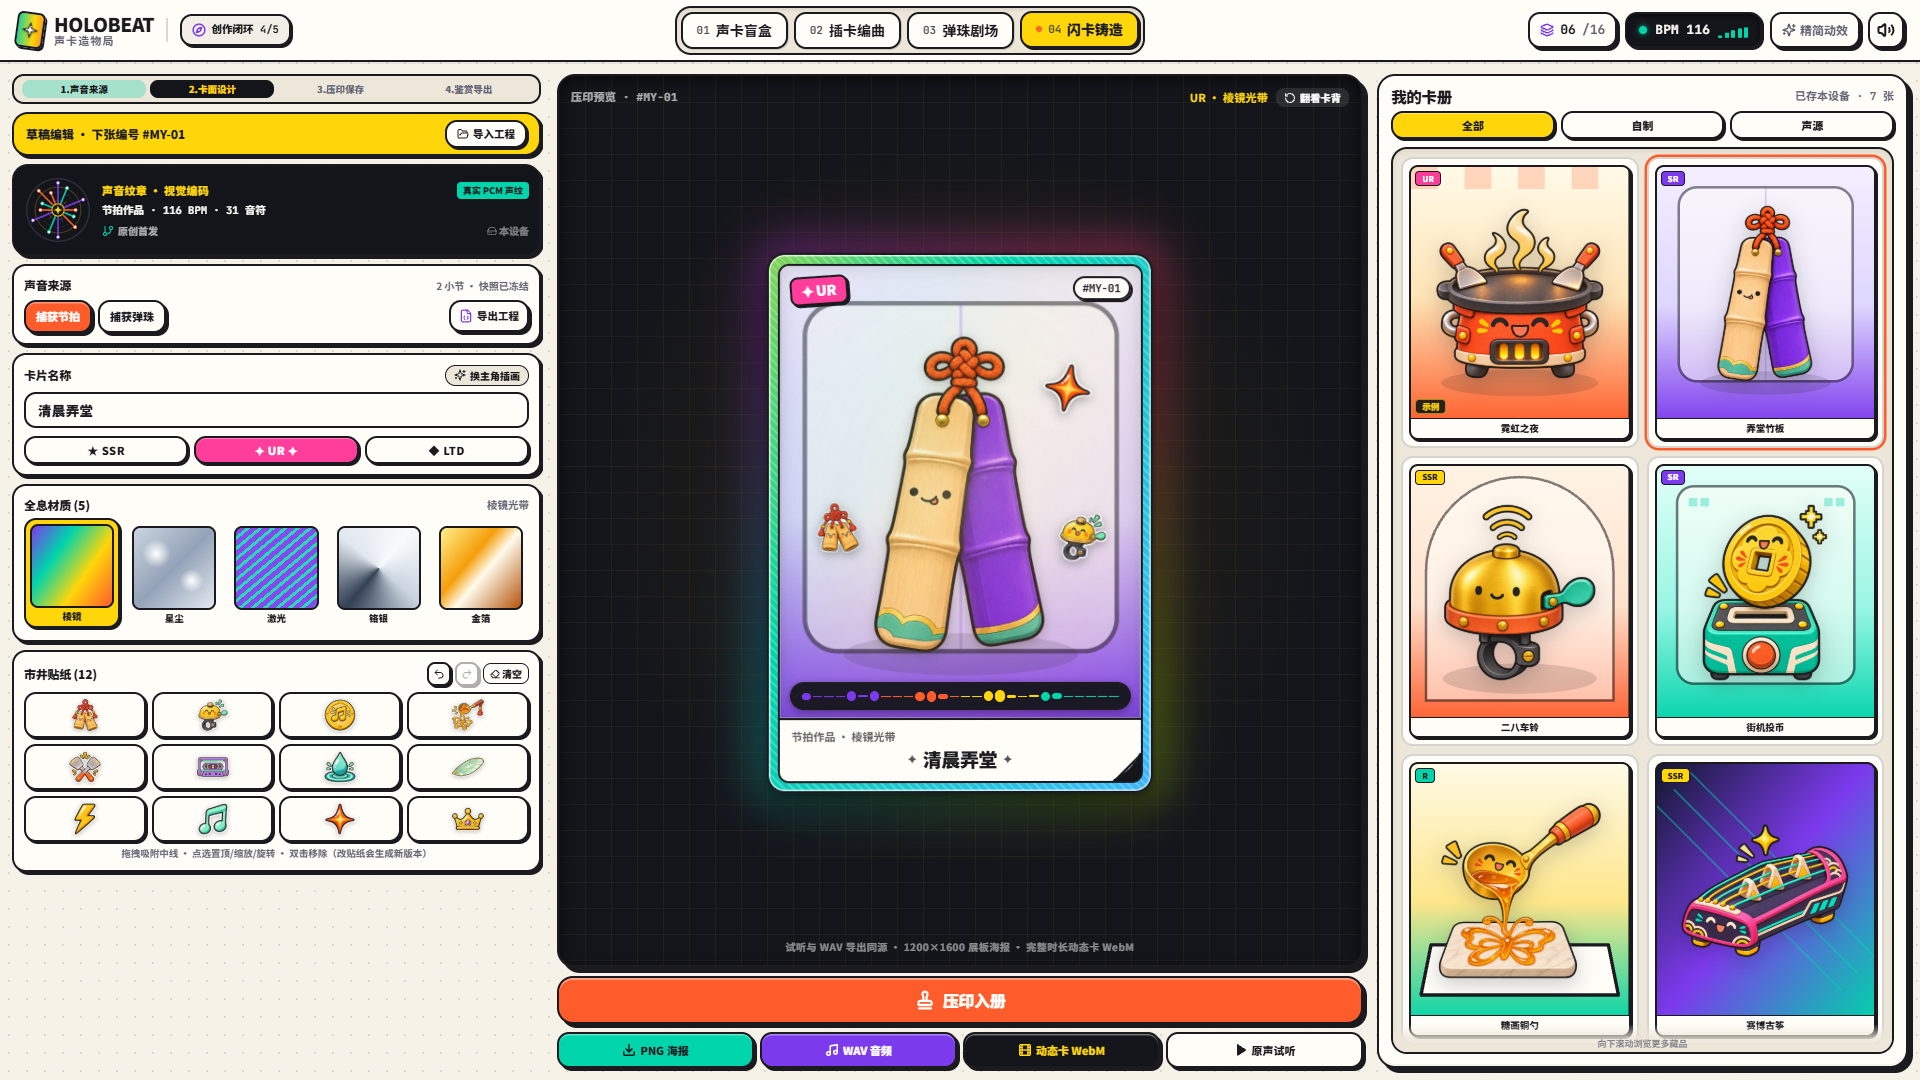 HOLOBEAT
声卡造物局
创作闭环 4/5
01 声卡盲盒
02 插卡编曲
03 弹珠剧场
04 闪卡铸造
06 /16
BPM 116
精简动效
1.声音来源
2.卡面设计
3.压印保存
4.鉴赏导出
草稿编辑 • 下张编号 #MY-01
导入工程
声音纹章 • 视觉编码
真实 PCM 声纹
节拍作品 · 116 BPM · 31 音符
原创首发
本设备
声音来源
2 小节 • 快照已冻结
捕获节拍
捕获弹珠
导出工程
卡片名称
换主角插画
清晨弄堂
★ SSR
✦ UR ✦
◆ LTD
全息材质 (5)
棱镜光带
棱镜
星尘
激光
铬银
金箔
市井贴纸 (12)
清空
拖拽吸附中线 • 点选置顶/缩放/旋转 • 双击移除（改贴纸会生成新版本）
压印预览 · #MY-01
UR • 棱镜光带
翻看卡背
✦ UR
#MY-01
节拍作品 • 棱镜光带
✦ 清晨弄堂 ✦
试听与 WAV 导出同源 • 1200×1600 展板海报 • 完整时长动态卡 WebM
压印入册
PNG 海报
WAV 音频
动态卡 WebM
原声试听
我的卡册
已存本设备 · 7 张
全部
自制
声源
UR
示例
霓虹之夜
SR
弄堂竹板
SSR
二八车铃
SR
街机投币
R
糖画铜勺
SSR
赛博古筝
向下滚动浏览更多藏品